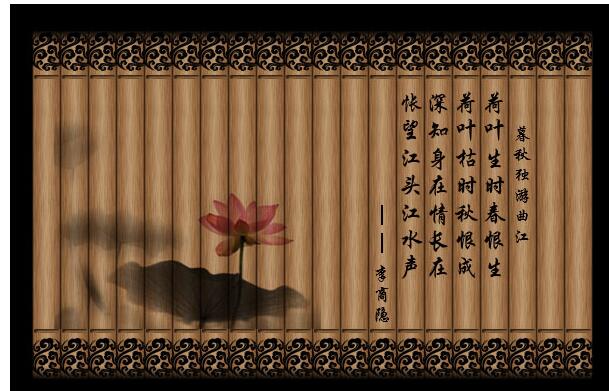 暮秋独游曲江
荷叶生时春恨生
荷叶枯时秋恨成
深知身在情长在
怅望江头江水声
——李商隐